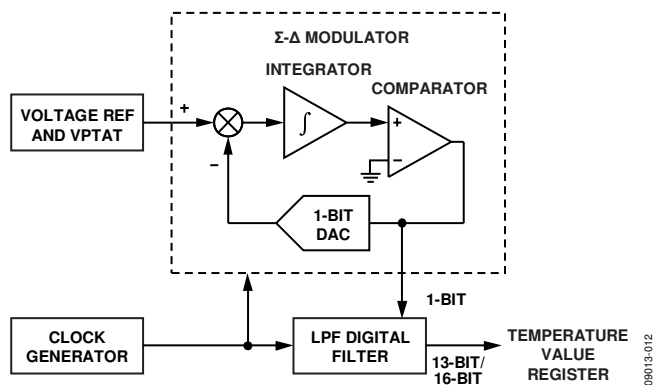 Σ-Δ MODULATOR
INTEGRATOR
COMPARATOR
VOLTAGE REF
AND VPTAT
+
−
∫
+
−
1-BIT
DAC
1-BIT
CLOCK
GENERATOR
LPF DIGITAL
FILTER
13-BIT/
16-BIT
TEMPERATURE
VALUE
REGISTER
09013-012